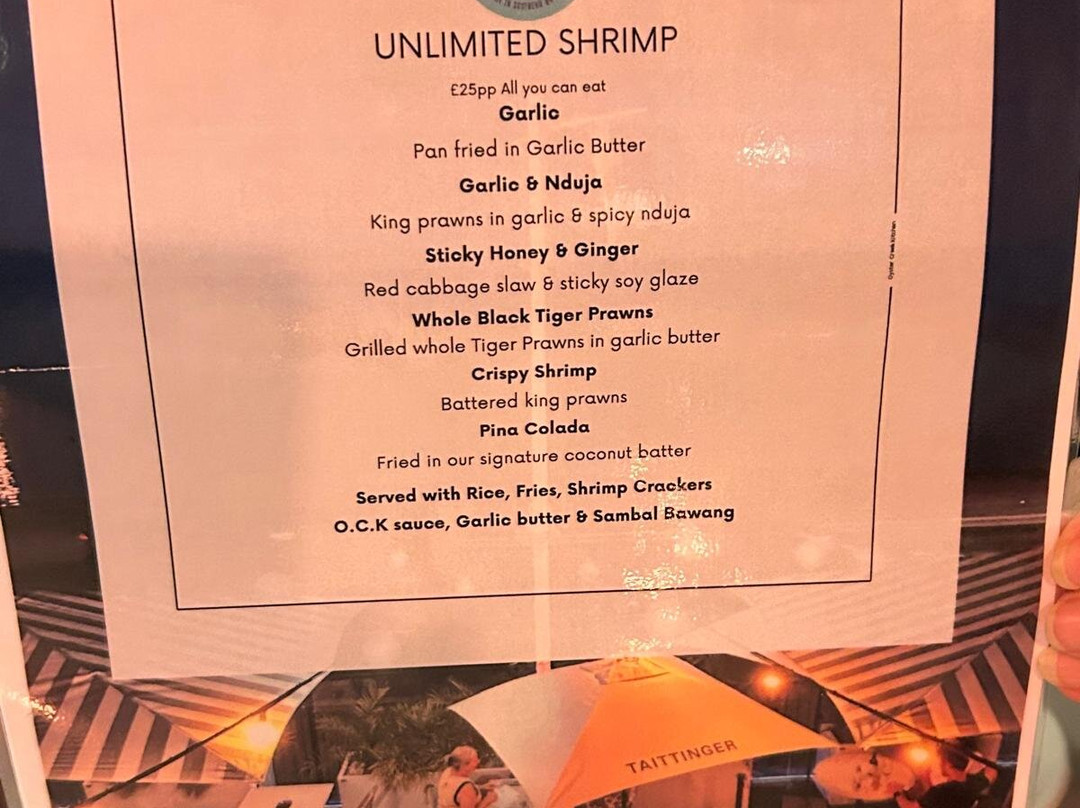 UNLIMITED SHRIMP
£25pp All you can eat
Garlic
Pan fried in Garlic Butter
Garlic & Nduja
King prawns in garlic & spicy nduja
Sticky Honey & Ginger
Red cabbage slaw & sticky soy glaze
Whole Black Tiger Prawns
Grilled whole Tiger Prawns in garlic butter
Crispy Shrimp
Battered king prawns
Pina Colada
Fried in our signature coconut batter
Served with Rice, Fries, Shrimp Crackers
O.C.K sauce, Garlic butter & Sambal Bawang
Oyster Creek Kitchen
TAITTINGER